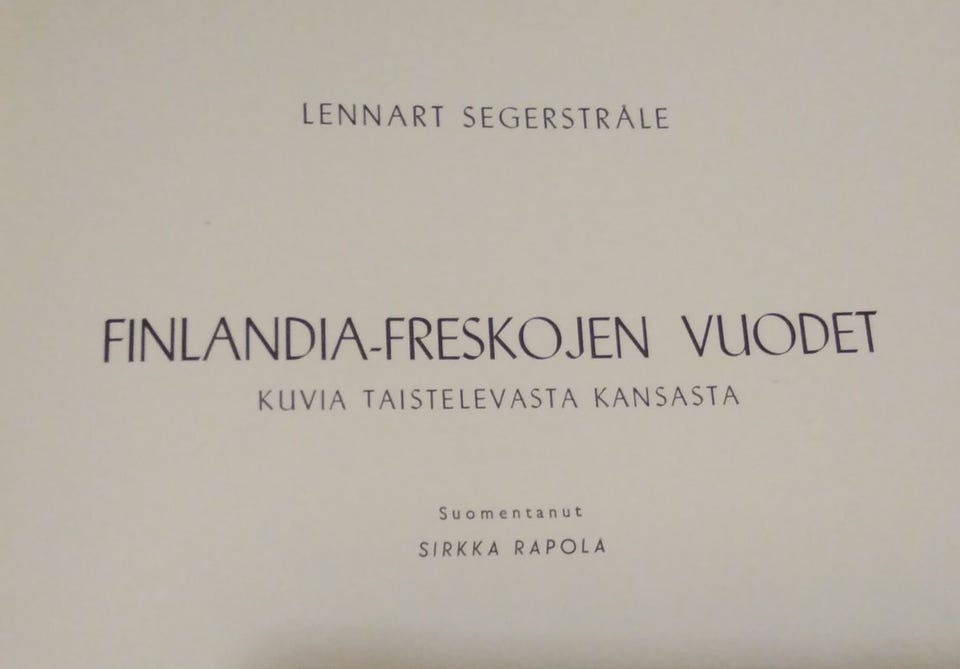 LENNART SEGERSTRÅLE
FINLANDIA-FRESKOJEN VUODET
KUVIA TAISTELEVASTA KANSASTA
Suomentanut
SIRKKA RAPOLA